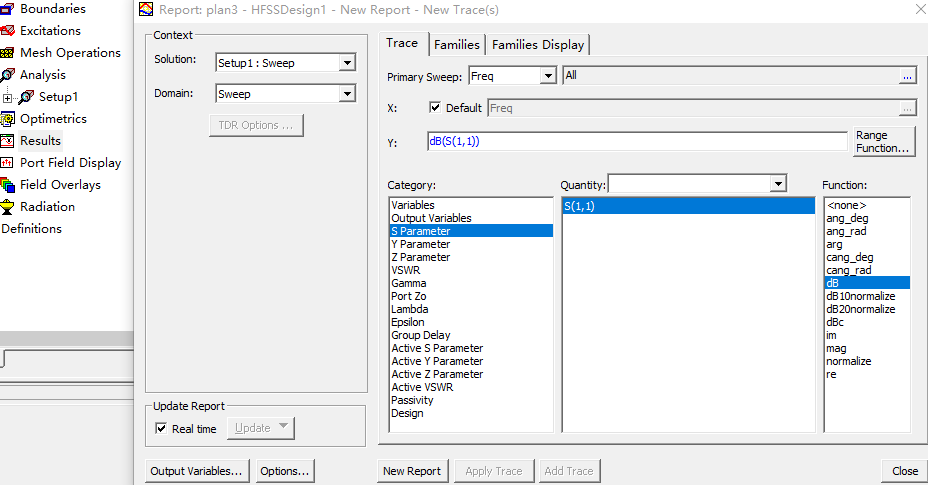 Boundaries
Excitations
Mesh Operations
Analysis
Setup1
Optimetrics
Results
Port Field Display
Field Overlays
Radiation
Definitions
Report: plan3 - HFSSDesign1 - New Report - New Trace(s)
Context
Solution: Setup1 : Sweep
Domain: Sweep
TDR Options ...
Update Report
Real time Update
Output Variables... Options...
Trace Families Families Display
Primary Sweep: Freq All ...
X: Default Freq ...
Y: dB(S(1,1)) Range
Function...
Category:
Variables
Output Variables
S Parameter
Y Parameter
Z Parameter
VSWR
Gamma
Port Zo
Lambda
Epsilon
Group Delay
Active S Parameter
Active Y Parameter
Active Z Parameter
Active VSWR
Passivity
Design
Quantity:
S(1,1)
Function:
<none>
ang_deg
ang_rad
arg
cang_deg
cang_rad
dB
dB10normalize
dB20normalize
dBc
im
mag
normalize
re
New Report Apply Trace Add Trace Close